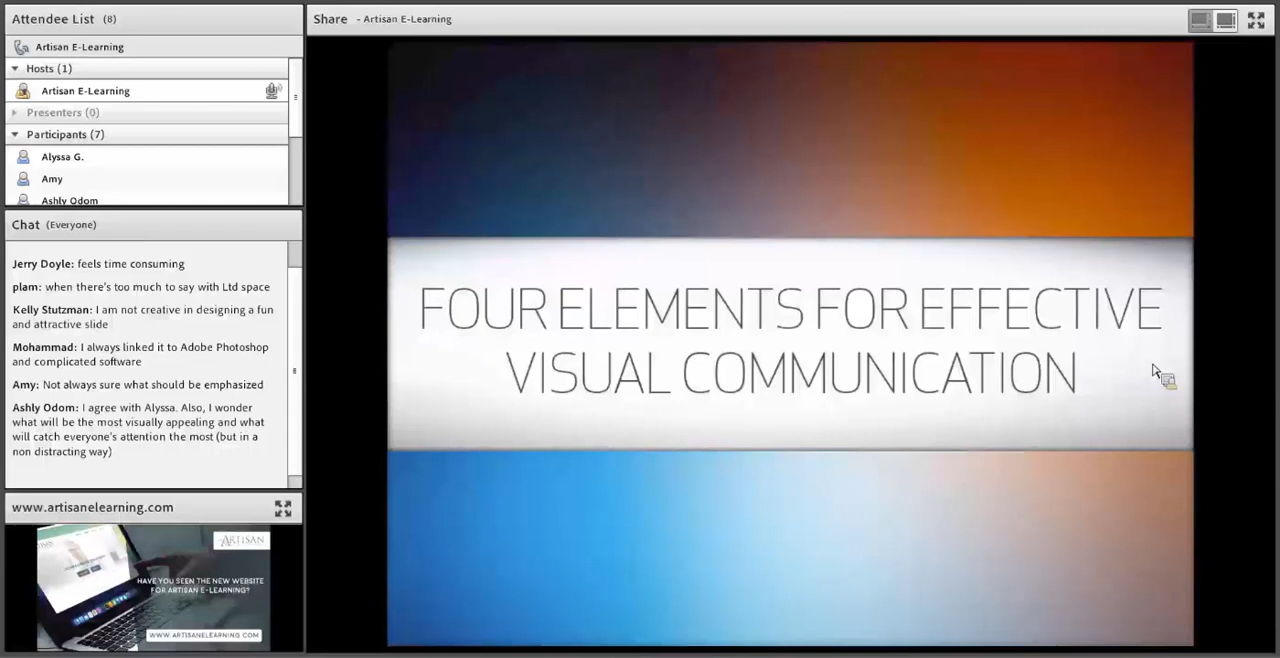 Attendee List (8)
Artisan E-Learning
Hosts (1)
Artisan E-Learning
Presenters (0)
Participants (7)
Alyssa G.
Amy
Ashly Odom
Chat (Everyone)
Jerry Doyle: feels time consuming
plam: when there's too much to say with Ltd space
Kelly Stutzman: I am not creative in designing a fun
and attractive slide
Mohammad: I always linked it to Adobe Photoshop
and complicated software
Amy: Not always sure what should be emphasized
Ashly Odom: I agree with Alyssa. Also, I wonder
what will be the most visually appealing and what
will catch everyone's attention the most (but in a
non distracting way)
www.artisanelearning.com
ARTISAN
HAVE YOU SEEN THE NEW WEBSITE
FOR ARTISAN E-LEARNING?
WWW.ARTISANELEARNING.COM
Share - Artisan E-Learning
FOUR ELEMENTS FOR EFFECTIVE
VISUAL COMMUNICATION